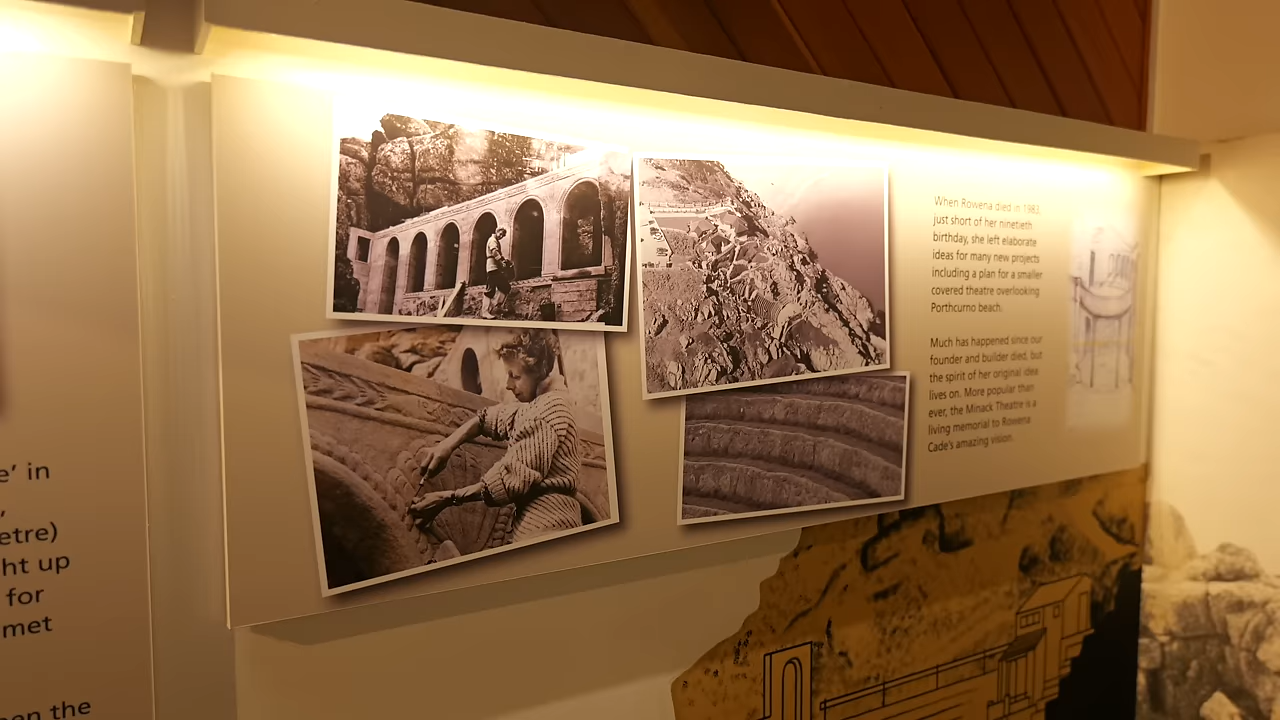 e' in
,
etre)
ht up
for
met
en the
When Rowena died in 1983,
just short of her ninetieth
birthday, she left elaborate
ideas for many new projects
including a plan for a smaller
covered theatre overlooking
Porthcurno beach.
Much has happened since our
founder and builder died, but
the spirit of her original idea
lives on. More popular than
ever, the Minack Theatre is a
living memorial to Rowena
Cade's amazing vision.